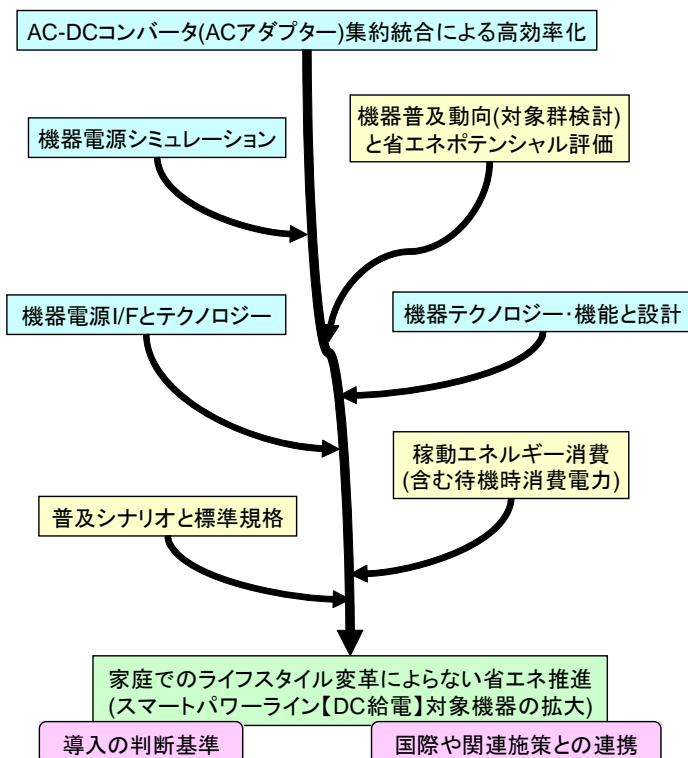 AC-DCコンバータ(ACアダプター)集約統合による高効率化
機器普及動向(対象群検討)
と省エネポテンシャル評価
機器電源シミュレーション
機器電源I/Fとテクノロジー
機器テクノロジー・機能と設計
稼動エネルギー消費
(含む待機時消費電力)
普及シナリオと標準規格
家庭でのライフスタイル変革によらない省エネ推進
(スマートパワーライン【DC給電】対象機器の拡大)
導入の判断基準
国際や関連施策との連携